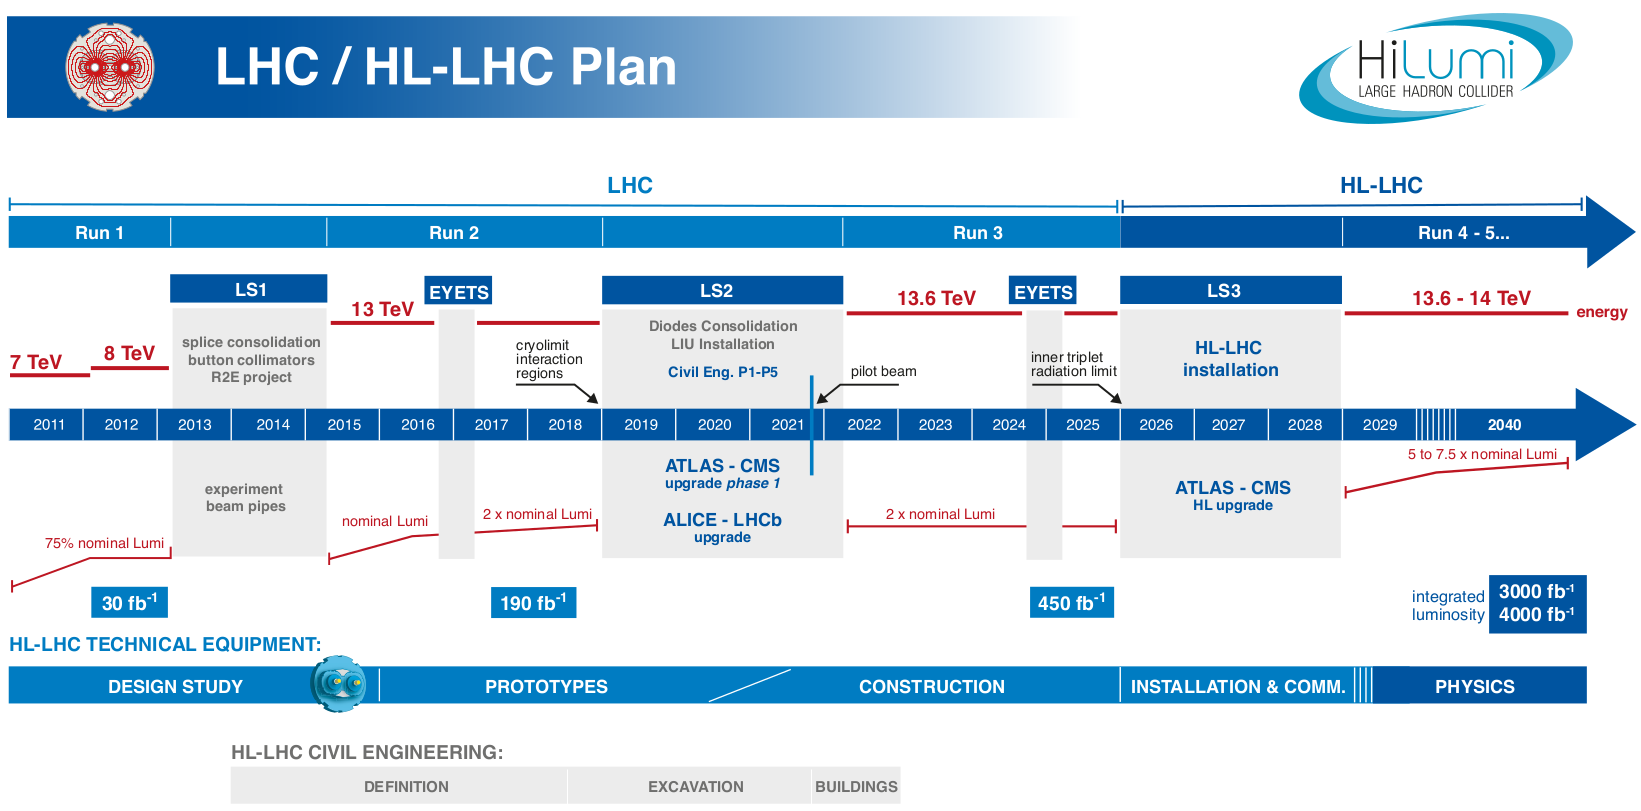 LHC / HL-LHC Plan
HiLumi
LARGE HADRON COLLIDER
LHC
HL-LHC
Run 1
Run 2
Run 3
Run 4 - 5...
LS1
EYETS
LS2
EYETS
LS3
13 TeV
13.6 TeV
13.6 - 14 TeV
energy
7 TeV
8 TeV
splice consolidation
button collimators
R2E project
cryolimit
interaction
regions
Diodes Consolidation
LIU Installation
Civil Eng. P1-P5
pilot beam
inner triplet
radiation limit
HL-LHC
installation
2011
2012
2013
2014
2015
2016
2017
2018
2019
2020
2021
2022
2023
2024
2025
2026
2027
2028
2029
2040
5 to 7.5 x nominal Lumi
experiment
beam pipes
ATLAS - CMS
upgrade phase 1
ALICE - LHCb
upgrade
ATLAS - CMS
HL upgrade
75% nominal Lumi
nominal Lumi
2 x nominal Lumi
2 x nominal Lumi
30 fb-1
190 fb-1
450 fb-1
integrated
luminosity
3000 fb-1
4000 fb-1
HL-LHC TECHNICAL EQUIPMENT:
DESIGN STUDY
PROTOTYPES
CONSTRUCTION
INSTALLATION & COMM.
PHYSICS
HL-LHC CIVIL ENGINEERING:
DEFINITION
EXCAVATION
BUILDINGS